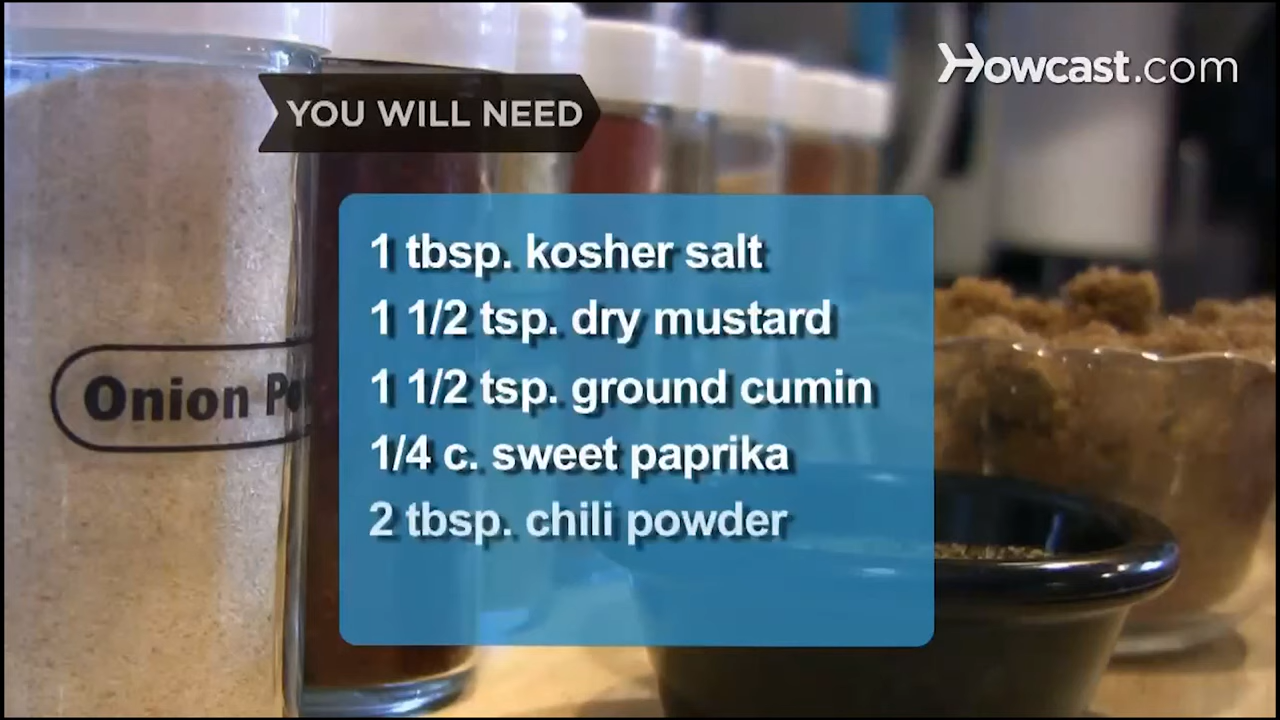 Howcast.com
YOU WILL NEED
1 tbsp. kosher salt
1 1/2 tsp. dry mustard
1 1/2 tsp. ground cumin
1/4 c. sweet paprika
2 tbsp. chili powder
Onion